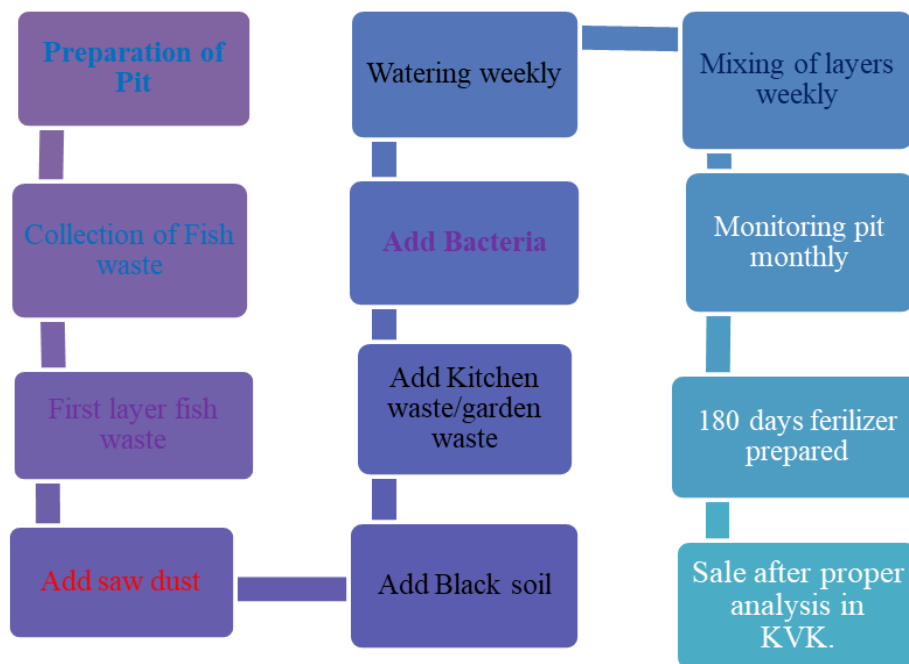 Preparation of
Pit
Collection of Fish
waste
First layer fish
waste
Add saw dust
Add Black soil
Add Kitchen
waste/garden
waste
Add Bacteria
Watering weekly
Mixing of layers
weekly
Monitoring pit
monthly
180 days ferilizer
prepared
Sale after proper
analysis in
KVK.